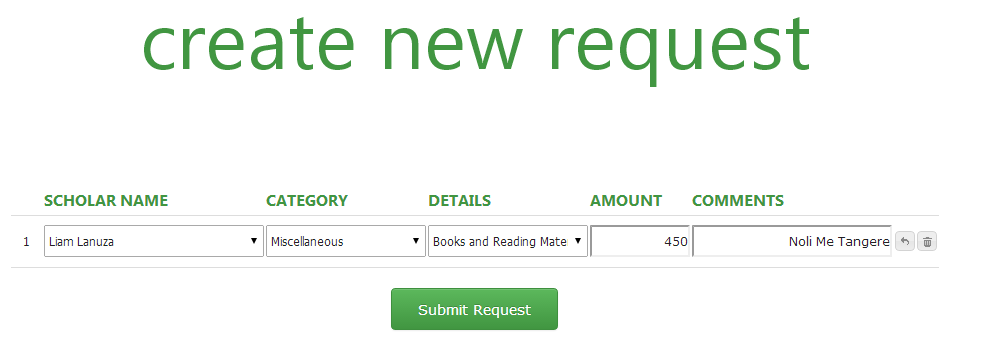 create new request
SCHOLAR NAME CATEGORY DETAILS AMOUNT COMMENTS
1 Liam Lanuza Miscellaneous Books and Reading Mate 450 Noli Me Tangere
Submit Request